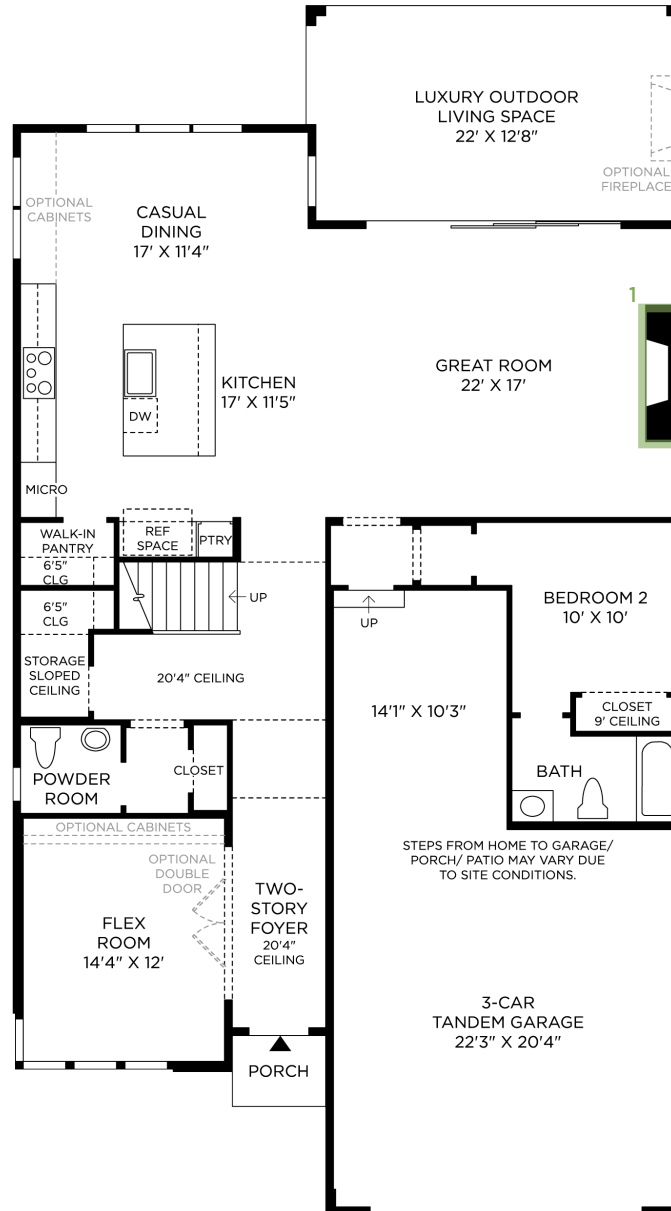 LUXURY OUTDOOR
LIVING SPACE
22' X 12'8"
OPTIONAL
FIREPLACE
OPTIONAL
CABINETS
CASUAL
DINING
17' X 11'4"
1
GREAT ROOM
22' X 17'
KITCHEN
17' X 11'5"
DW
MICRO
WALK-IN
PANTRY
6'5"
CLG
REF
SPACE
PTRY
UP
6'5"
CLG
STORAGE
SLOPED
CEILING
20'4" CEILING
UP
BEDROOM 2
10' X 10'
CLOSET
9' CEILING
14'1" X 10'3"
BATH
POWDER
ROOM
CLOSET
OPTIONAL CABINETS
OPTIONAL
DOUBLE
DOOR
FLEX
ROOM
14'4" X 12'
TWO-
STORY
FOYER
20'4"
CEILING
STEPS FROM HOME TO GARAGE/
PORCH/ PATIO MAY VARY DUE
TO SITE CONDITIONS.
3-CAR
TANDEM GARAGE
22'3" X 20'4"
PORCH